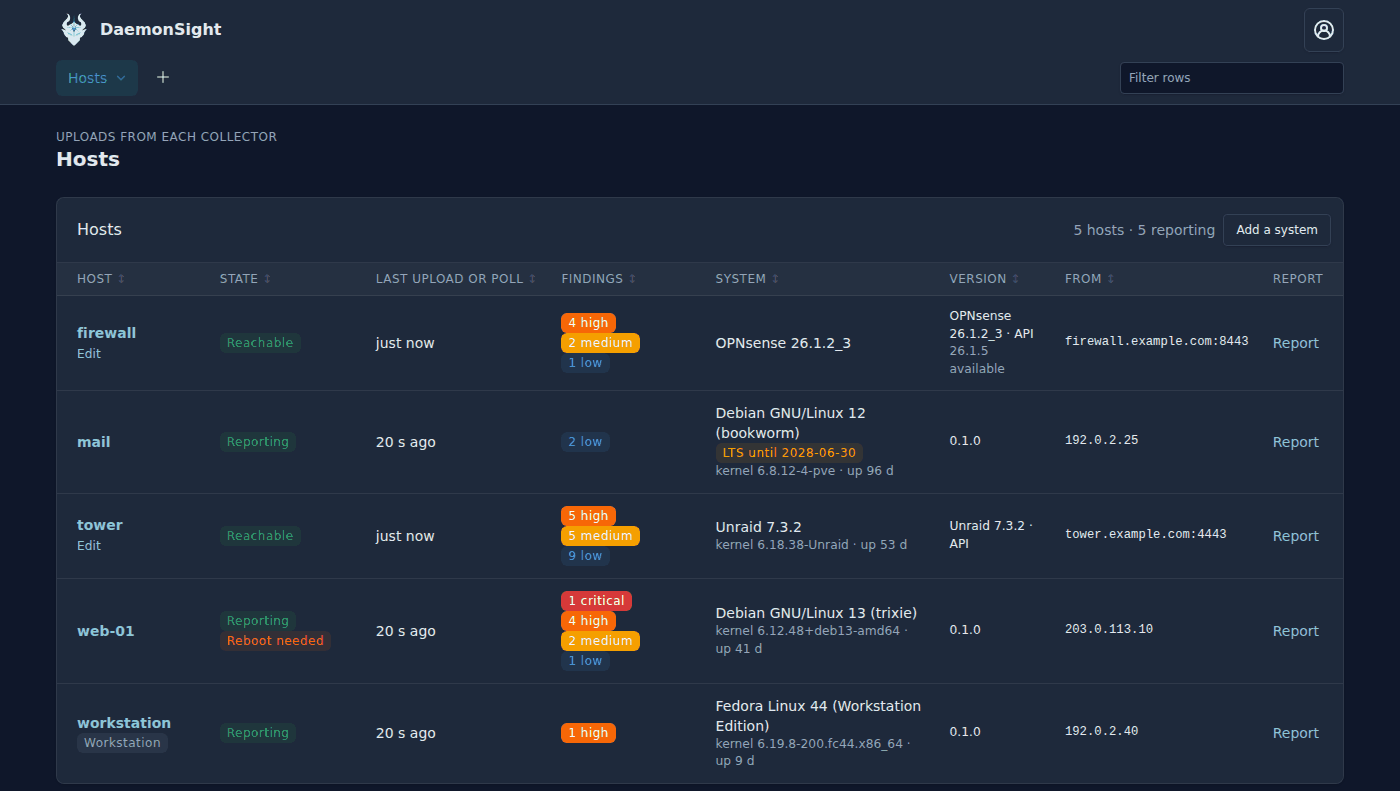 DaemonSight
Hosts
Filter rows
UPLOADS FROM EACH COLLECTOR
Hosts
Hosts
5 hosts · 5 reporting
Add a system
HOST STATE LAST UPLOAD OR POLL FINDINGS SYSTEM VERSION FROM REPORT
firewall
Edit
Reachable
just now
4 high
2 medium
1 low
OPNsense 26.1.2_3
OPNsense
26.1.2_3 · API
26.1.5
available
firewall.example.com:8443
Report
mail
Reporting
20 s ago
2 low
Debian GNU/Linux 12
(bookworm)
LTS until 2028-06-30
kernel 6.8.12-4-pve · up 96 d
0.1.0
192.0.2.25
Report
tower
Edit
Reachable
just now
5 high
5 medium
9 low
Unraid 7.3.2
kernel 6.18.38-Unraid · up 53 d
Unraid 7.3.2 ·
API
tower.example.com:4443
Report
web-01
Reporting
Reboot needed
20 s ago
1 critical
4 high
2 medium
1 low
Debian GNU/Linux 13 (trixie)
kernel 6.12.48+deb13-amd64 ·
up 41 d
0.1.0
203.0.113.10
Report
workstation
Workstation
Reporting
20 s ago
1 high
Fedora Linux 44 (Workstation
Edition)
kernel 6.19.8-200.fc44.x86_64 ·
up 9 d
0.1.0
192.0.2.40
Report